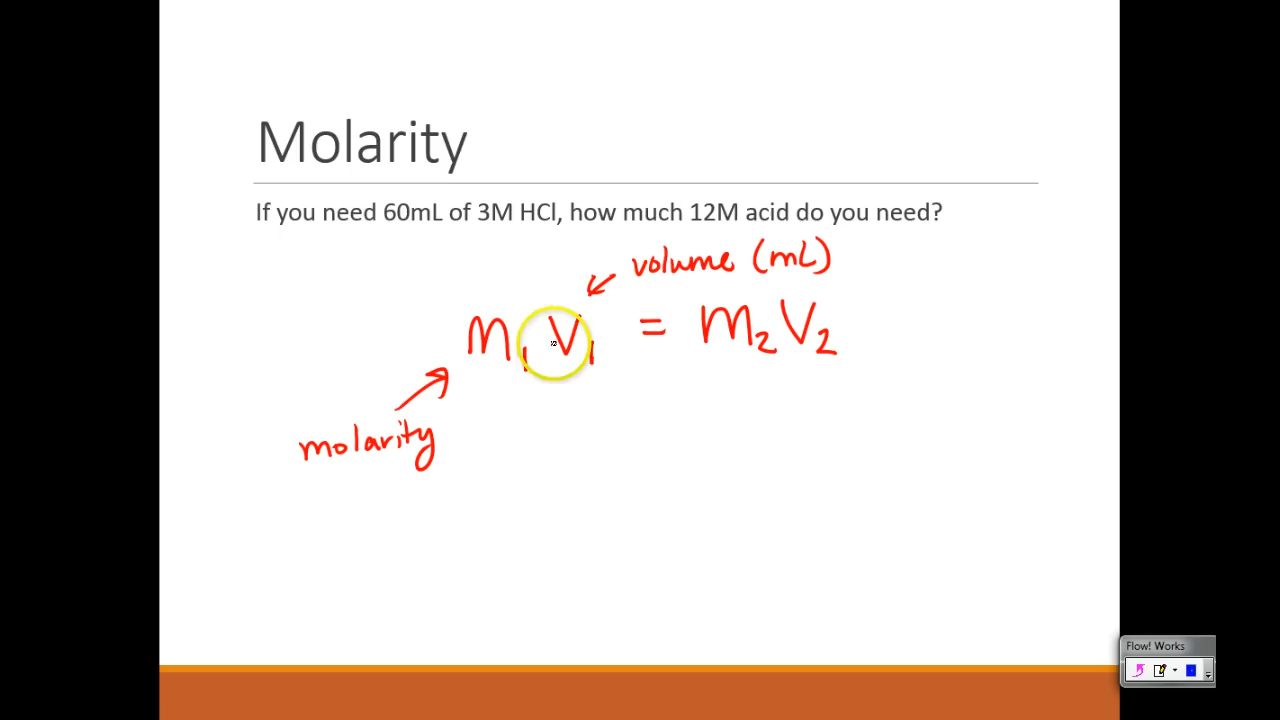 Molarity
If you need 60mL of 3M HCl, how much 12M acid do you need?
volume (mL)
M₁V₁ = M₂V₂
molarity
Flow! Works